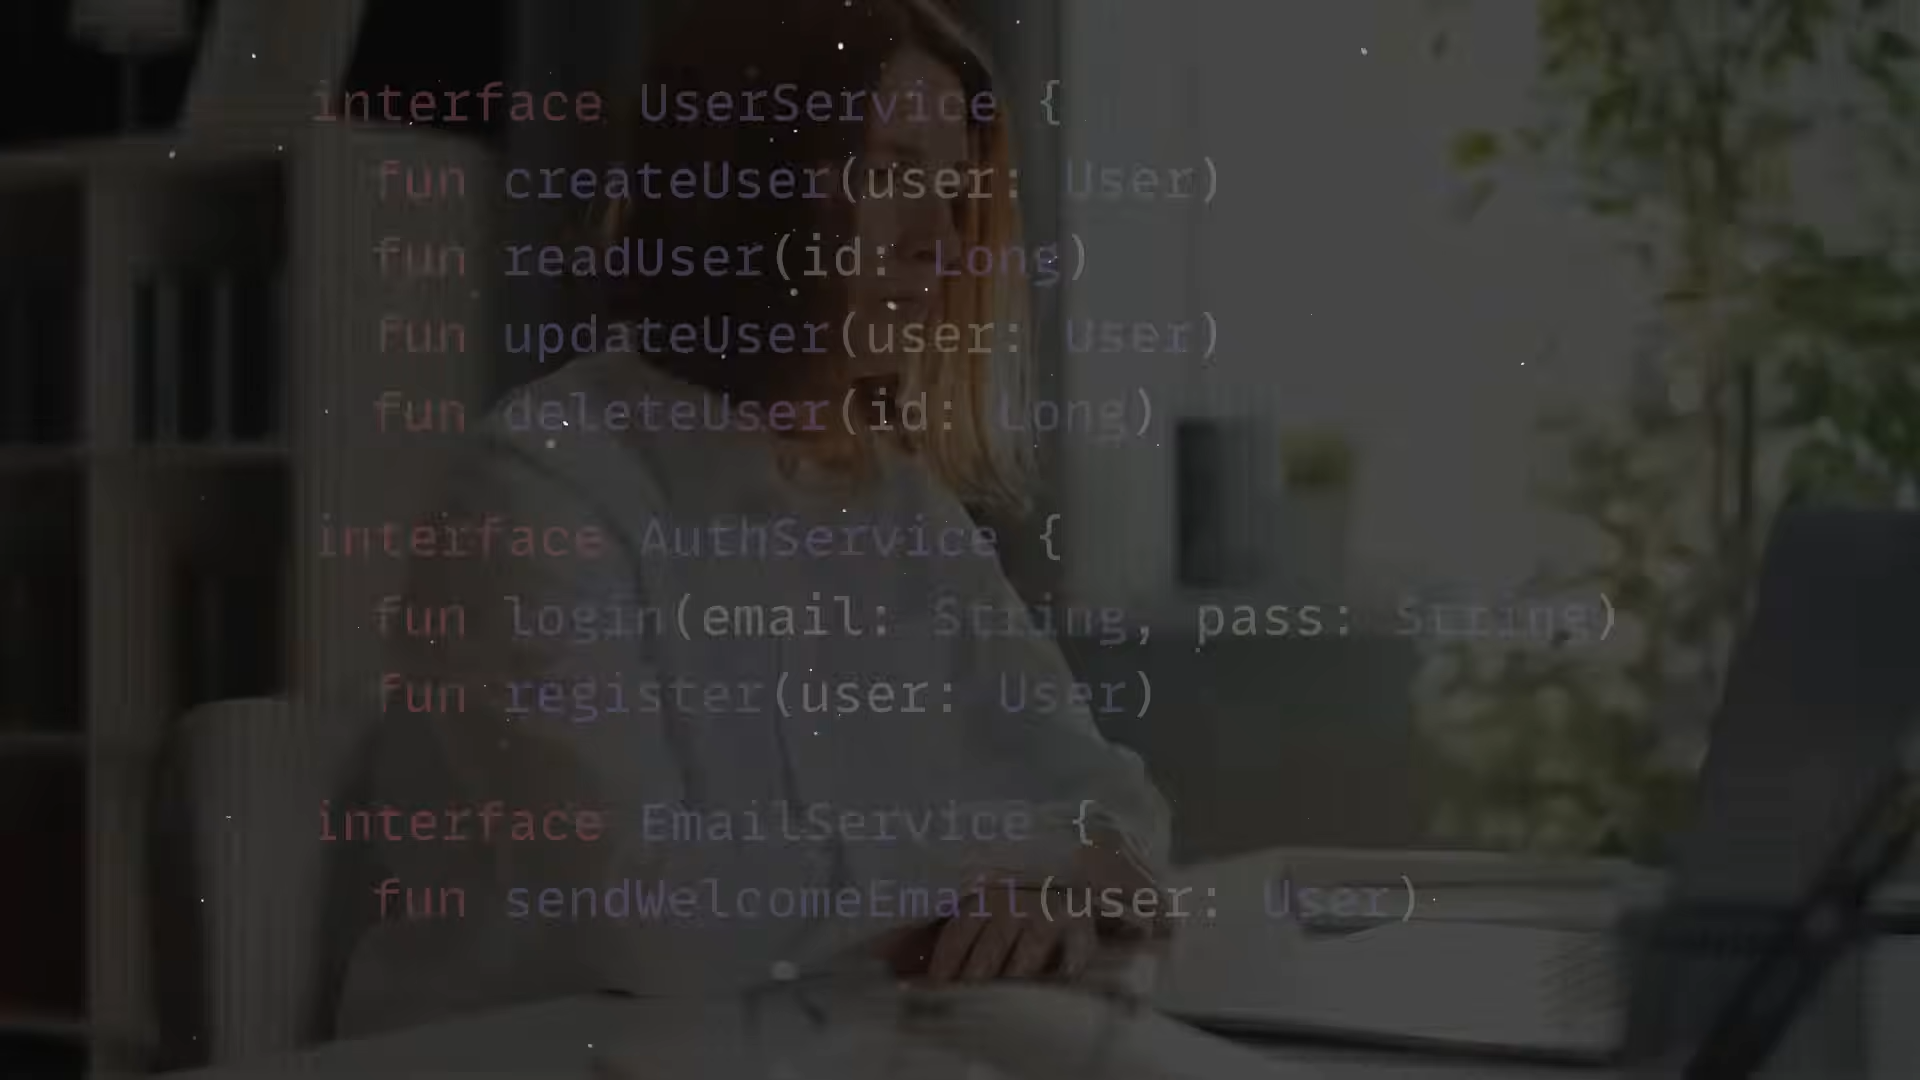 interface UserService {
fun createUser(user: User)
fun readUser(id: Long)
fun updateUser(user: User)
fun deleteUser(id: Long)
interface AuthService {
fun login(email: String, pass: String)
fun register(user: User)
interface EmailService {
fun sendWelcomeEmail(user: User)